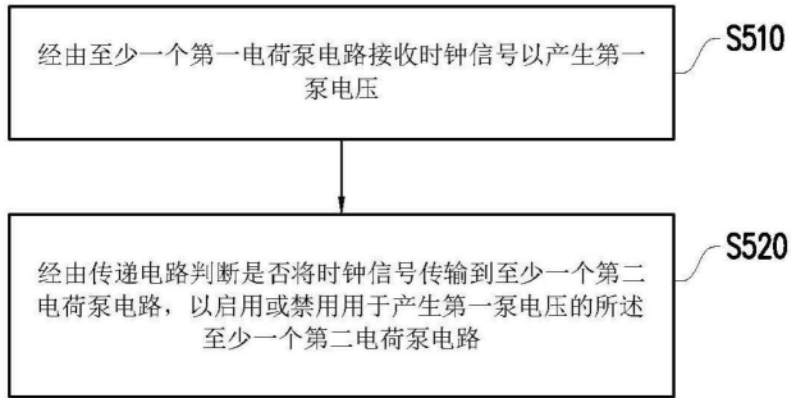 经由至少一个第一电荷泵电路接收时钟信号以产生第一
泵电压
S510
经由传递电路判断是否将时钟信号传输到至少一个第二
电荷泵电路，以启用或禁用用于产生第一泵电压的所述
至少一个第二电荷泵电路
S520